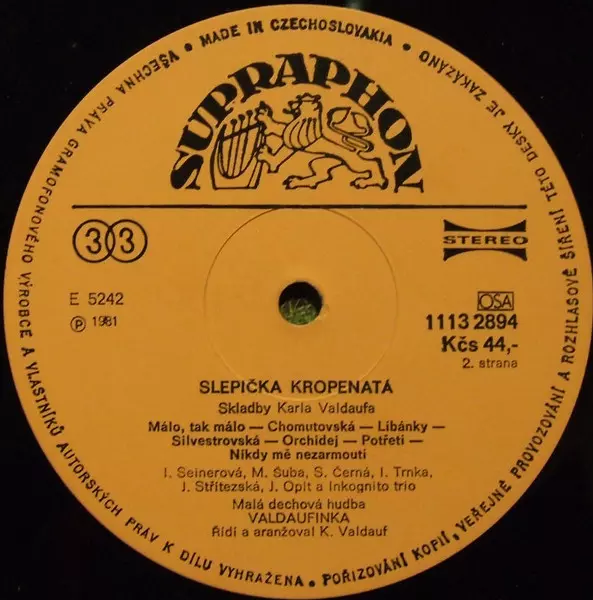 VŠECHNA PRÁVA GRAMOFONOVÉHO VÝROBCE A VLASTNÍKŮ AUTORSKÝCH PRÁV K DÍLU VYHRAŽENA • POŘIZOVÁNÍ KOPIÍ, VEŘEJNÉ PROVOZOVÁNÍ A ROZHLASOVÉ ŠÍŘENÍ TÉTO DESKY JE ZAKÁZÁNO • MADE IN CZECHOSLOVAKIA •
SUPRAPHON
33
STEREO
E 5242
Ⓟ 1981
OSA
1113 2894
Kčs 44,-
2. strana
SLEPIČKA KROPENATÁ
Skladby Karla Valdaufa
Málo, tak málo — Chomutovská — Líbánky —
Silvestrovská — Orchidej — Potřetí —
Nikdy mě nezarmoutí
I. Seinerová, M. Šuba, S. Černá, I. Trnka,
J. Střítezská, J. Oplt a Inkognito trio
Malá dechová hudba
VALDAUFINKA
Řídí a aranžoval K. Valdauf